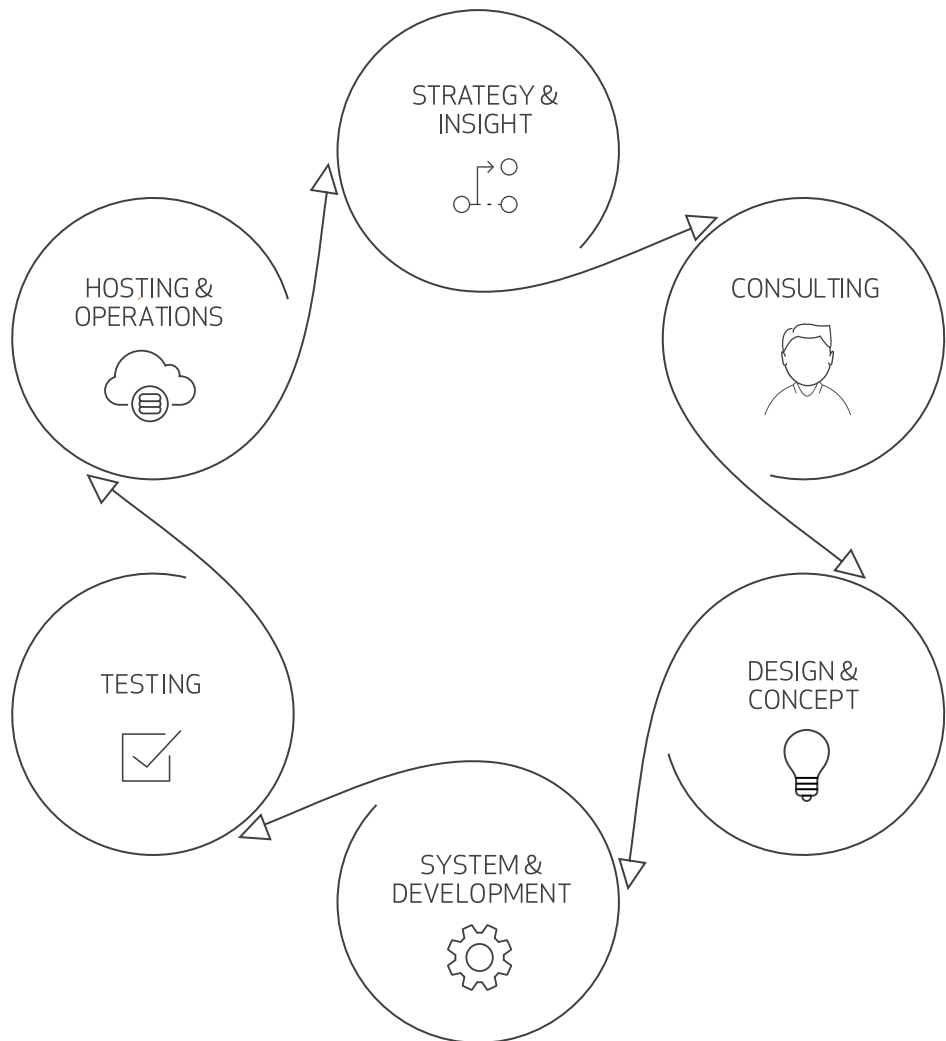 STRATEGY &
INSIGHT
CONSULTING
DESIGN &
CONCEPT
SYSTEM &
DEVELOPMENT
TESTING
HOSTING &
OPERATIONS